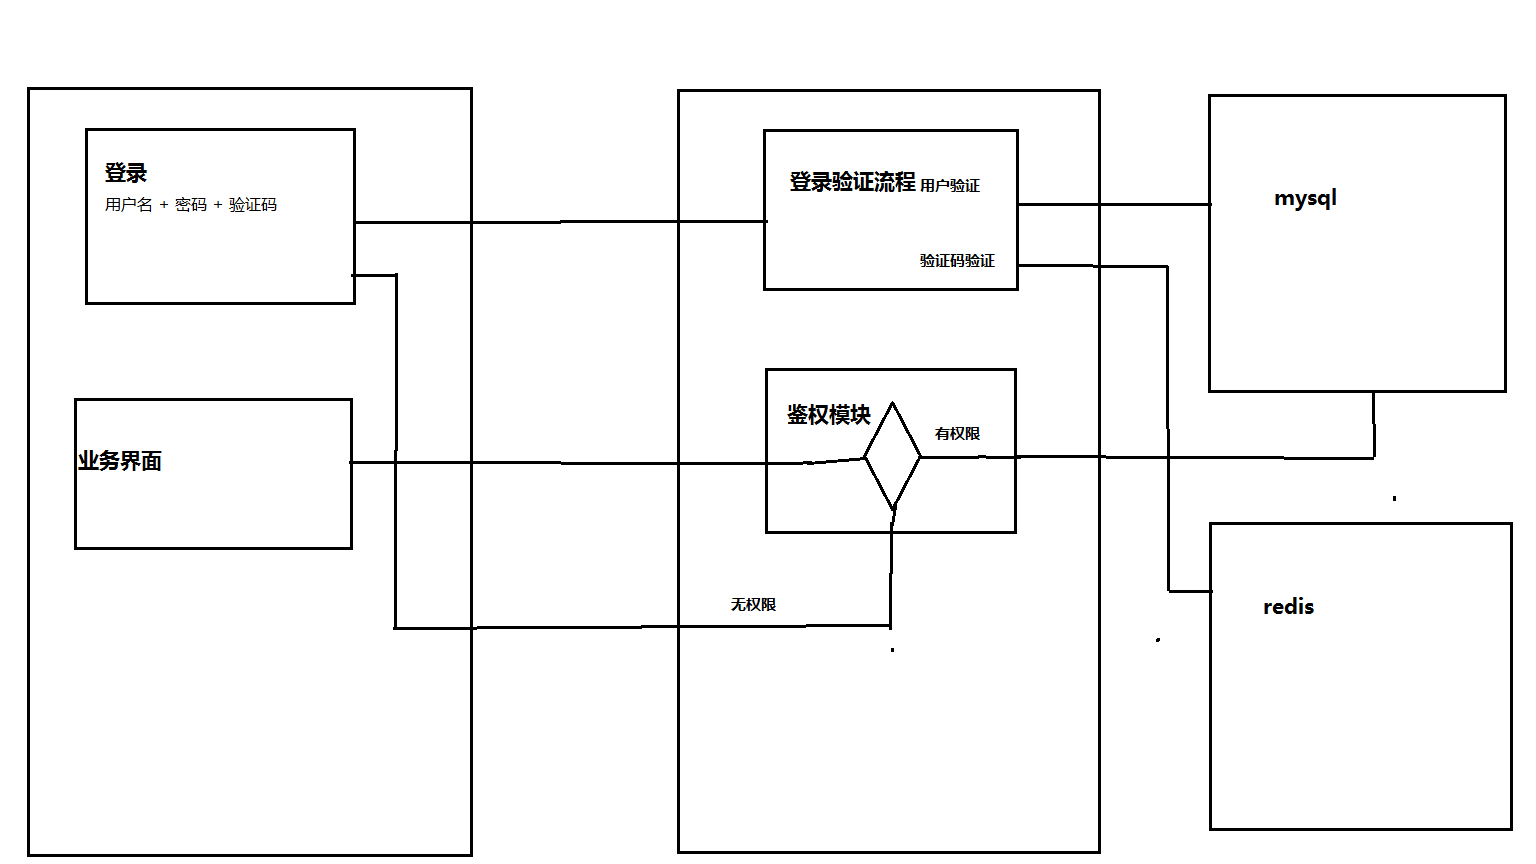 登录
用户名 + 密码 + 验证码
业务界面
登录验证流程 用户验证
验证码验证
鉴权模块
有权限
无权限
mysql
redis